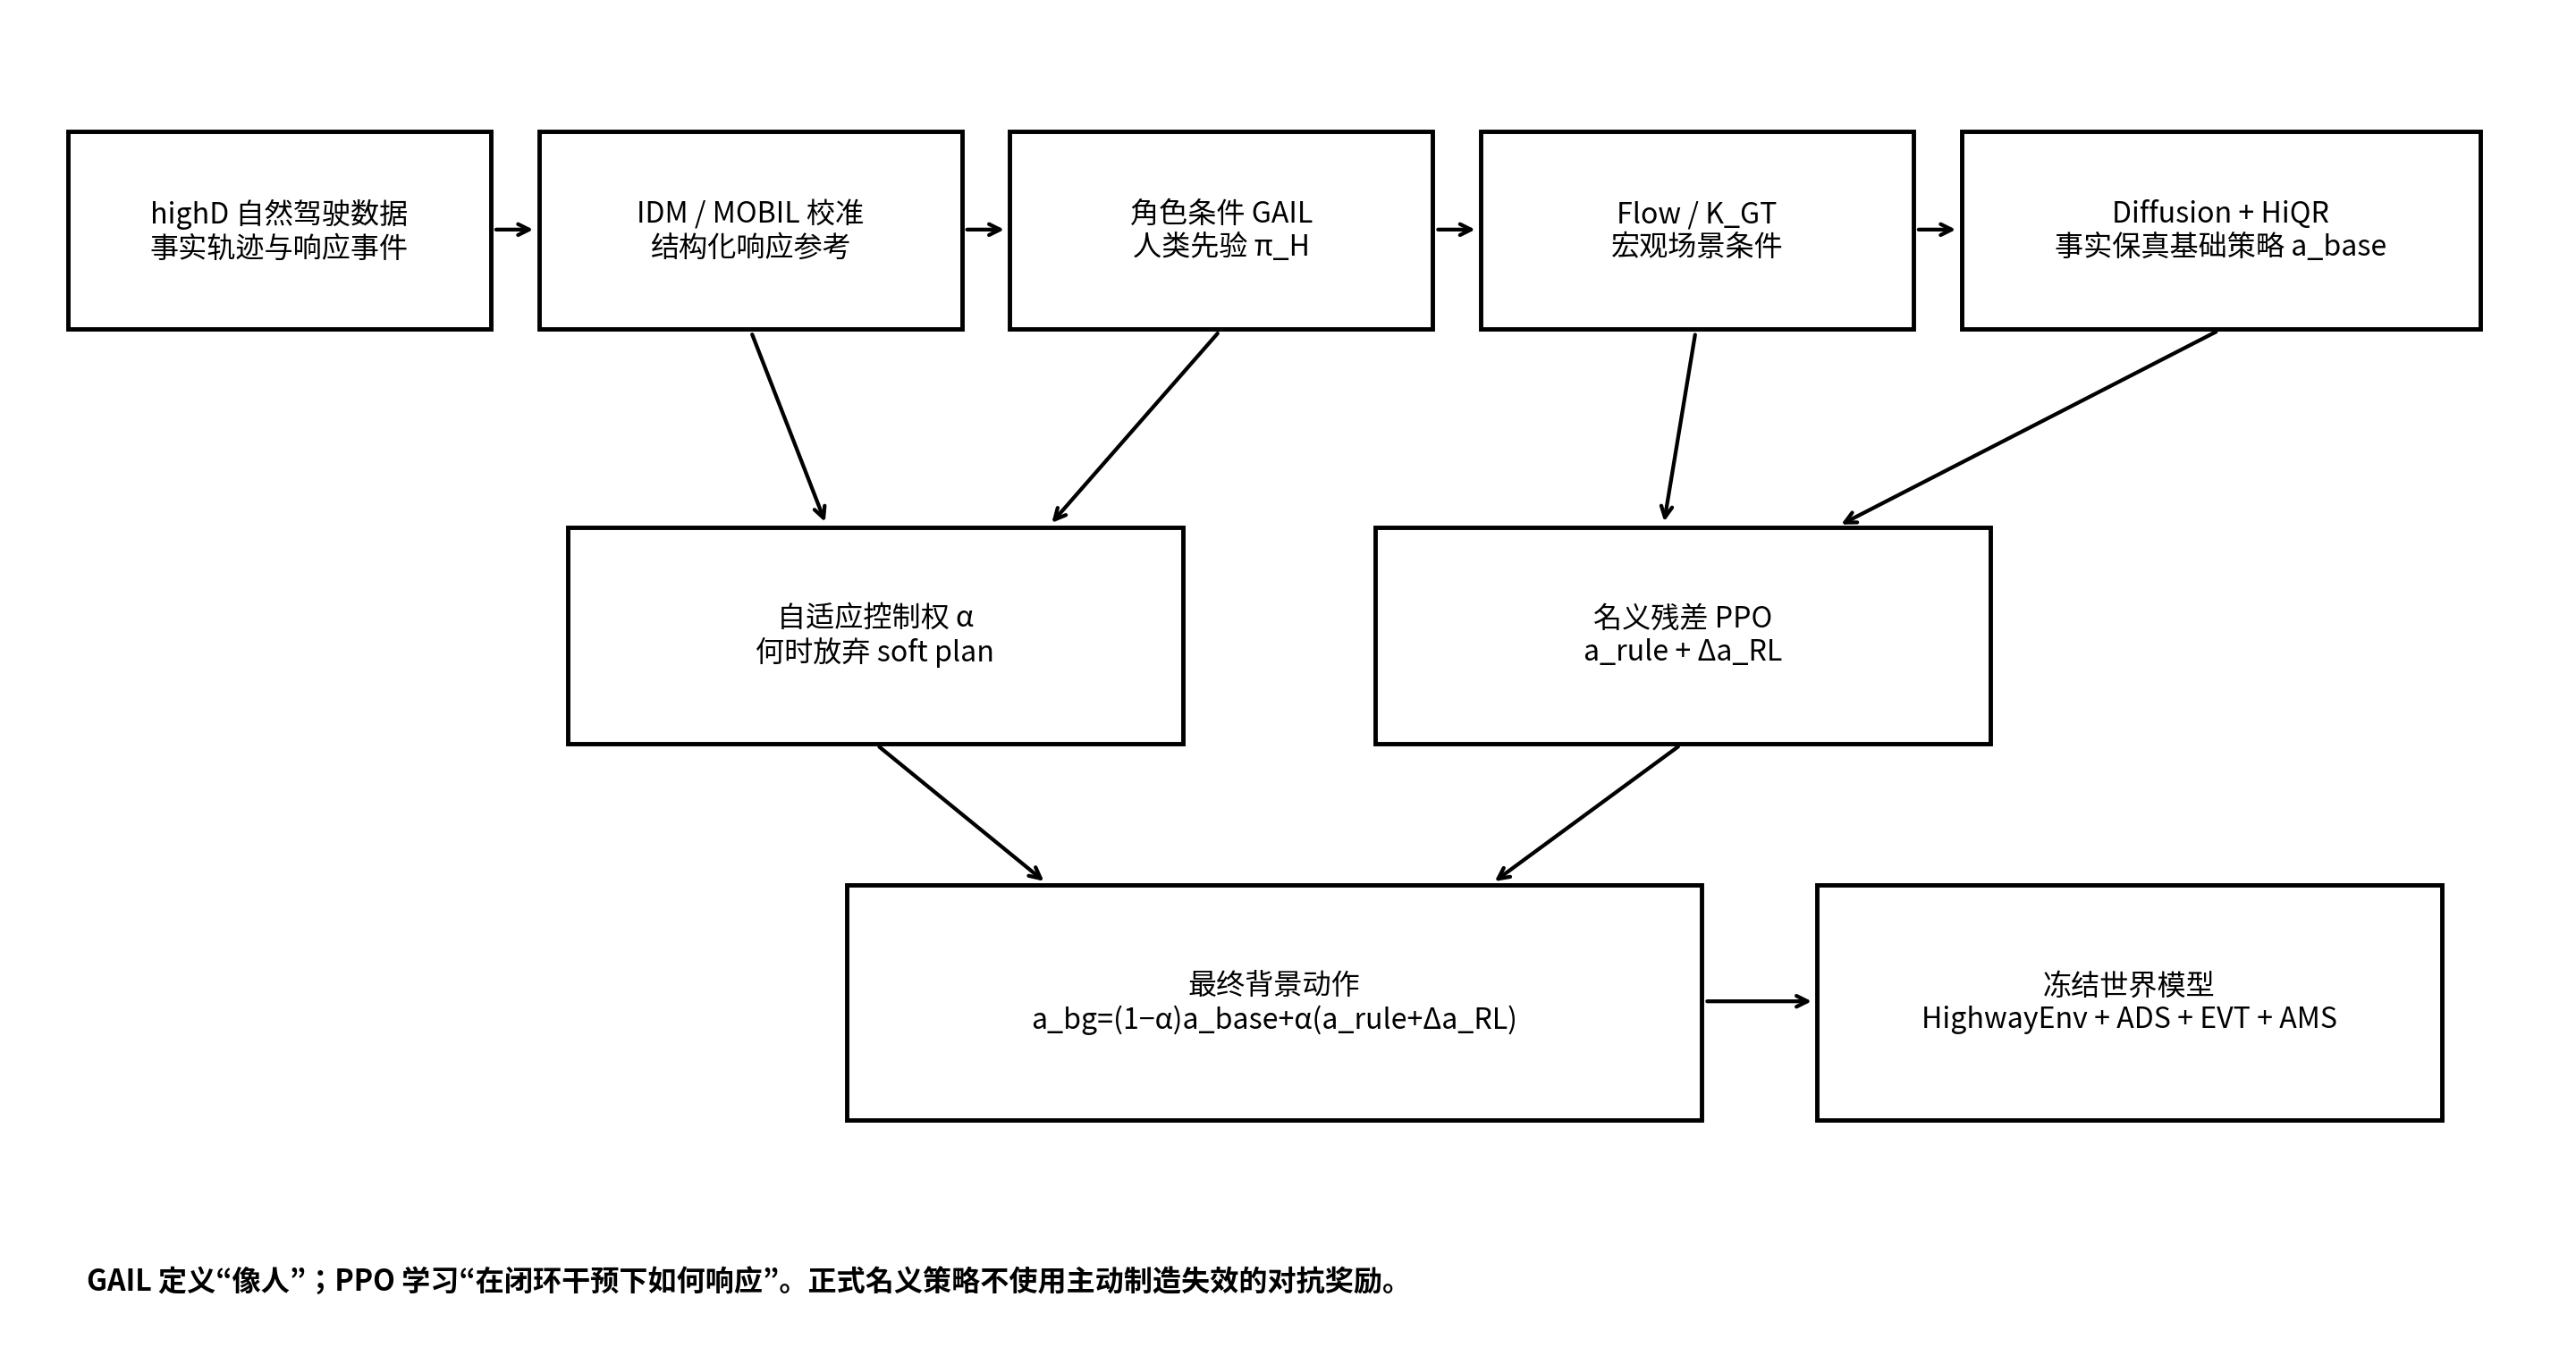 highD 自然驾驶数据
事实轨迹与响应事件
IDM / MOBIL 校准
结构化响应参考
角色条件 GAIL
人类先验 π_H
Flow / K_GT
宏观场景条件
Diffusion + HiQR
事实保真基础策略 a_base
自适应控制权 α
何时放弃 soft plan
名义残差 PPO
a_rule + Δa_RL
最终背景动作
a_bg=(1−α)a_base+α(a_rule+Δa_RL)
冻结世界模型
HighwayEnv + ADS + EVT + AMS
GAIL 定义“像人”；PPO 学习“在闭环干预下如何响应”。正式名义策略不使用主动制造失效的对抗奖励。